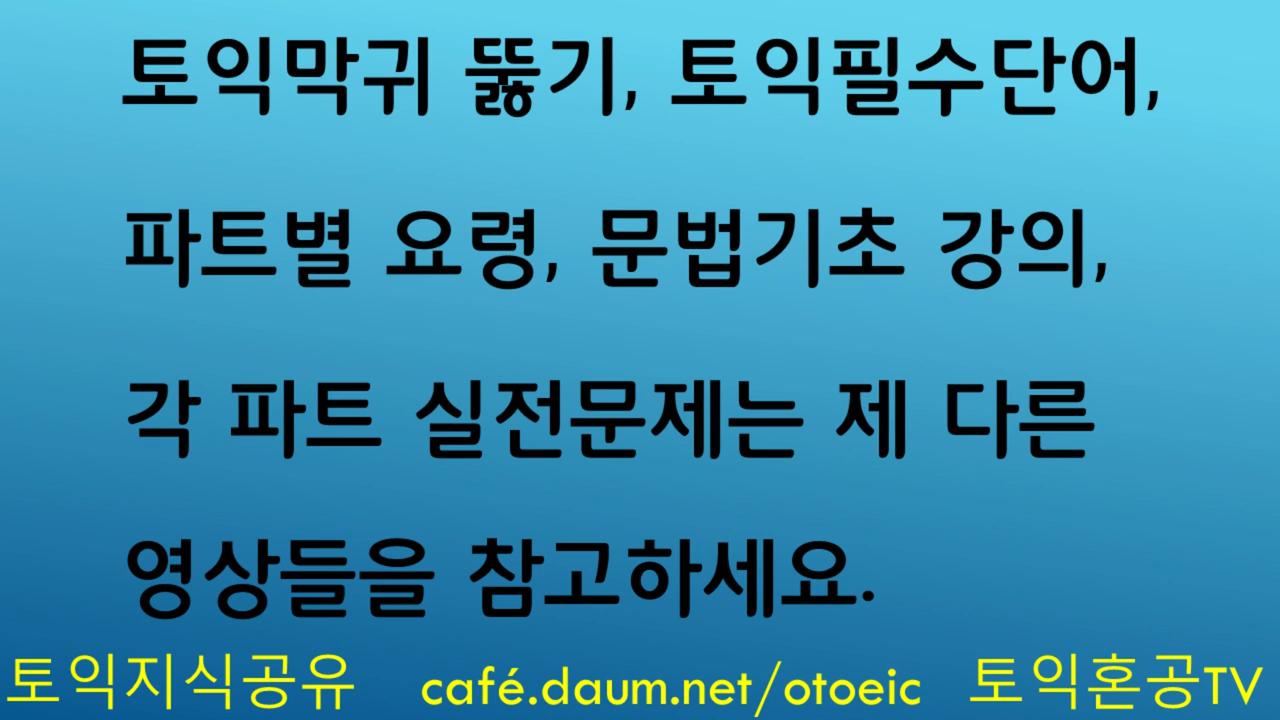 토익막귀 뚫기, 토익필수단어,
파트별 요령, 문법기초 강의,
각 파트 실전문제는 제 다른
영상들을 참고하세요.
토익지식공유 café.daum.net/otoeic 토익혼공TV